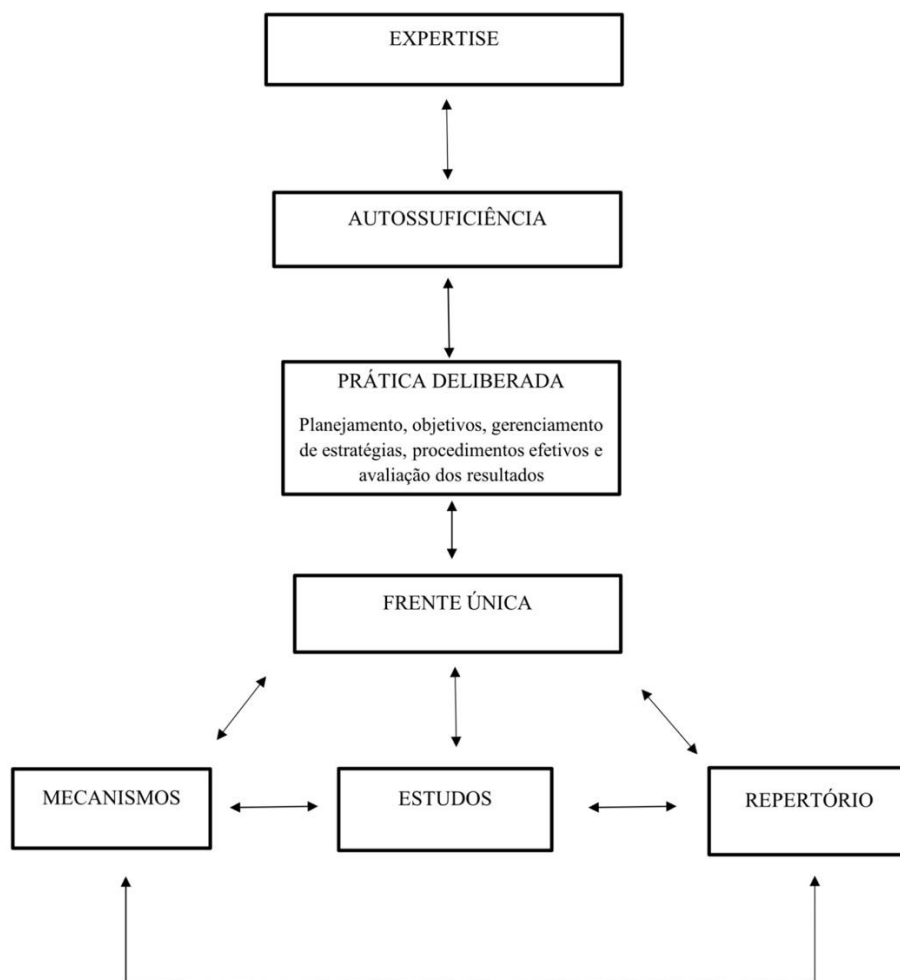 EXPERTISE
AUTOSSUFICIÊNCIA
PRÁTICA DELIBERADA
Planejamento, objetivos, gerenciamento
de estratégias, procedimentos efetivos e
avaliação dos resultados
FRENTE ÚNICA
MECANISMOS
ESTUDOS
REPERTÓRIO